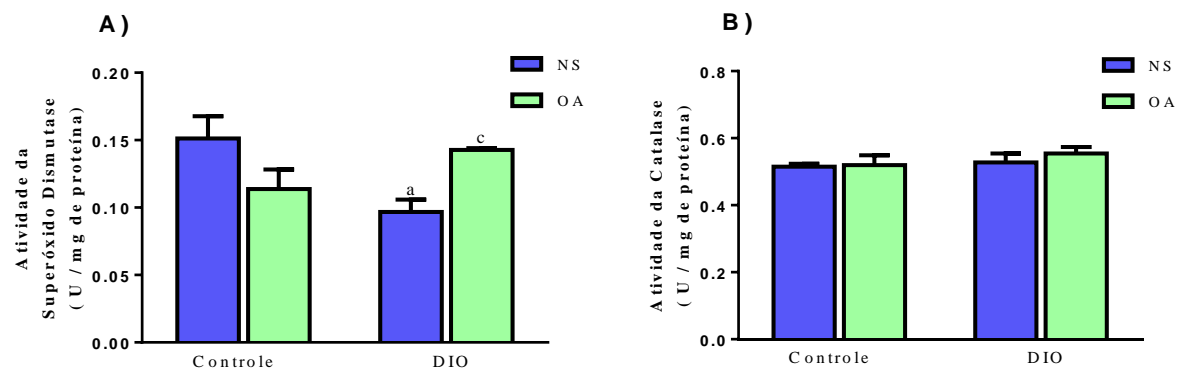 A)
NS
OA
Atividade da
Superóxido Dismutase
(U / mg de proteína)
0.20
0.15
0.10
0.05
0.00
a
c
Controle
DIO
B)
NS
OA
Atividade da Catalase
(U / mg de proteína)
0.8
0.6
0.4
0.2
0.0
Controle
DIO